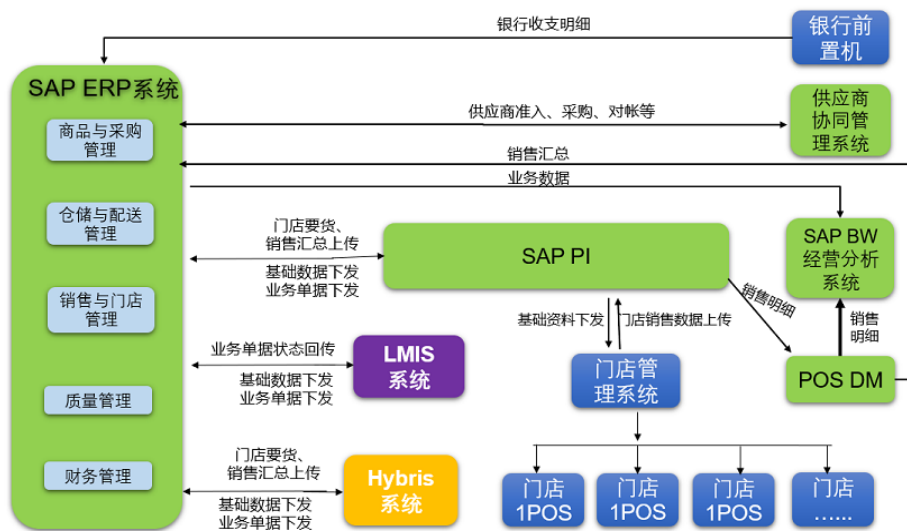 银行收支明细
银行前
置机
SAP ERP系统
商品与采购
管理
仓储与配送
管理
销售与门店
管理
质量管理
财务管理
供应商准入、采购、对帐等
供应商
协同管
理系统
销售汇总
业务数据
门店要货、
销售汇总上传
基础数据下发
业务单据下发
SAP PI
SAP BW
经营分析
系统
销售明细
销售
明细
基础资料下发
门店销售数据上传
业务单据状态回传
基础数据下发
业务单据下发
LMIS
系统
门店管
理系统
POS DM
门店要货、
销售汇总上传
基础数据下发
业务单据下发
Hybris
系统
门店
1POS
门店
1POS
门店
1POS
门店
……